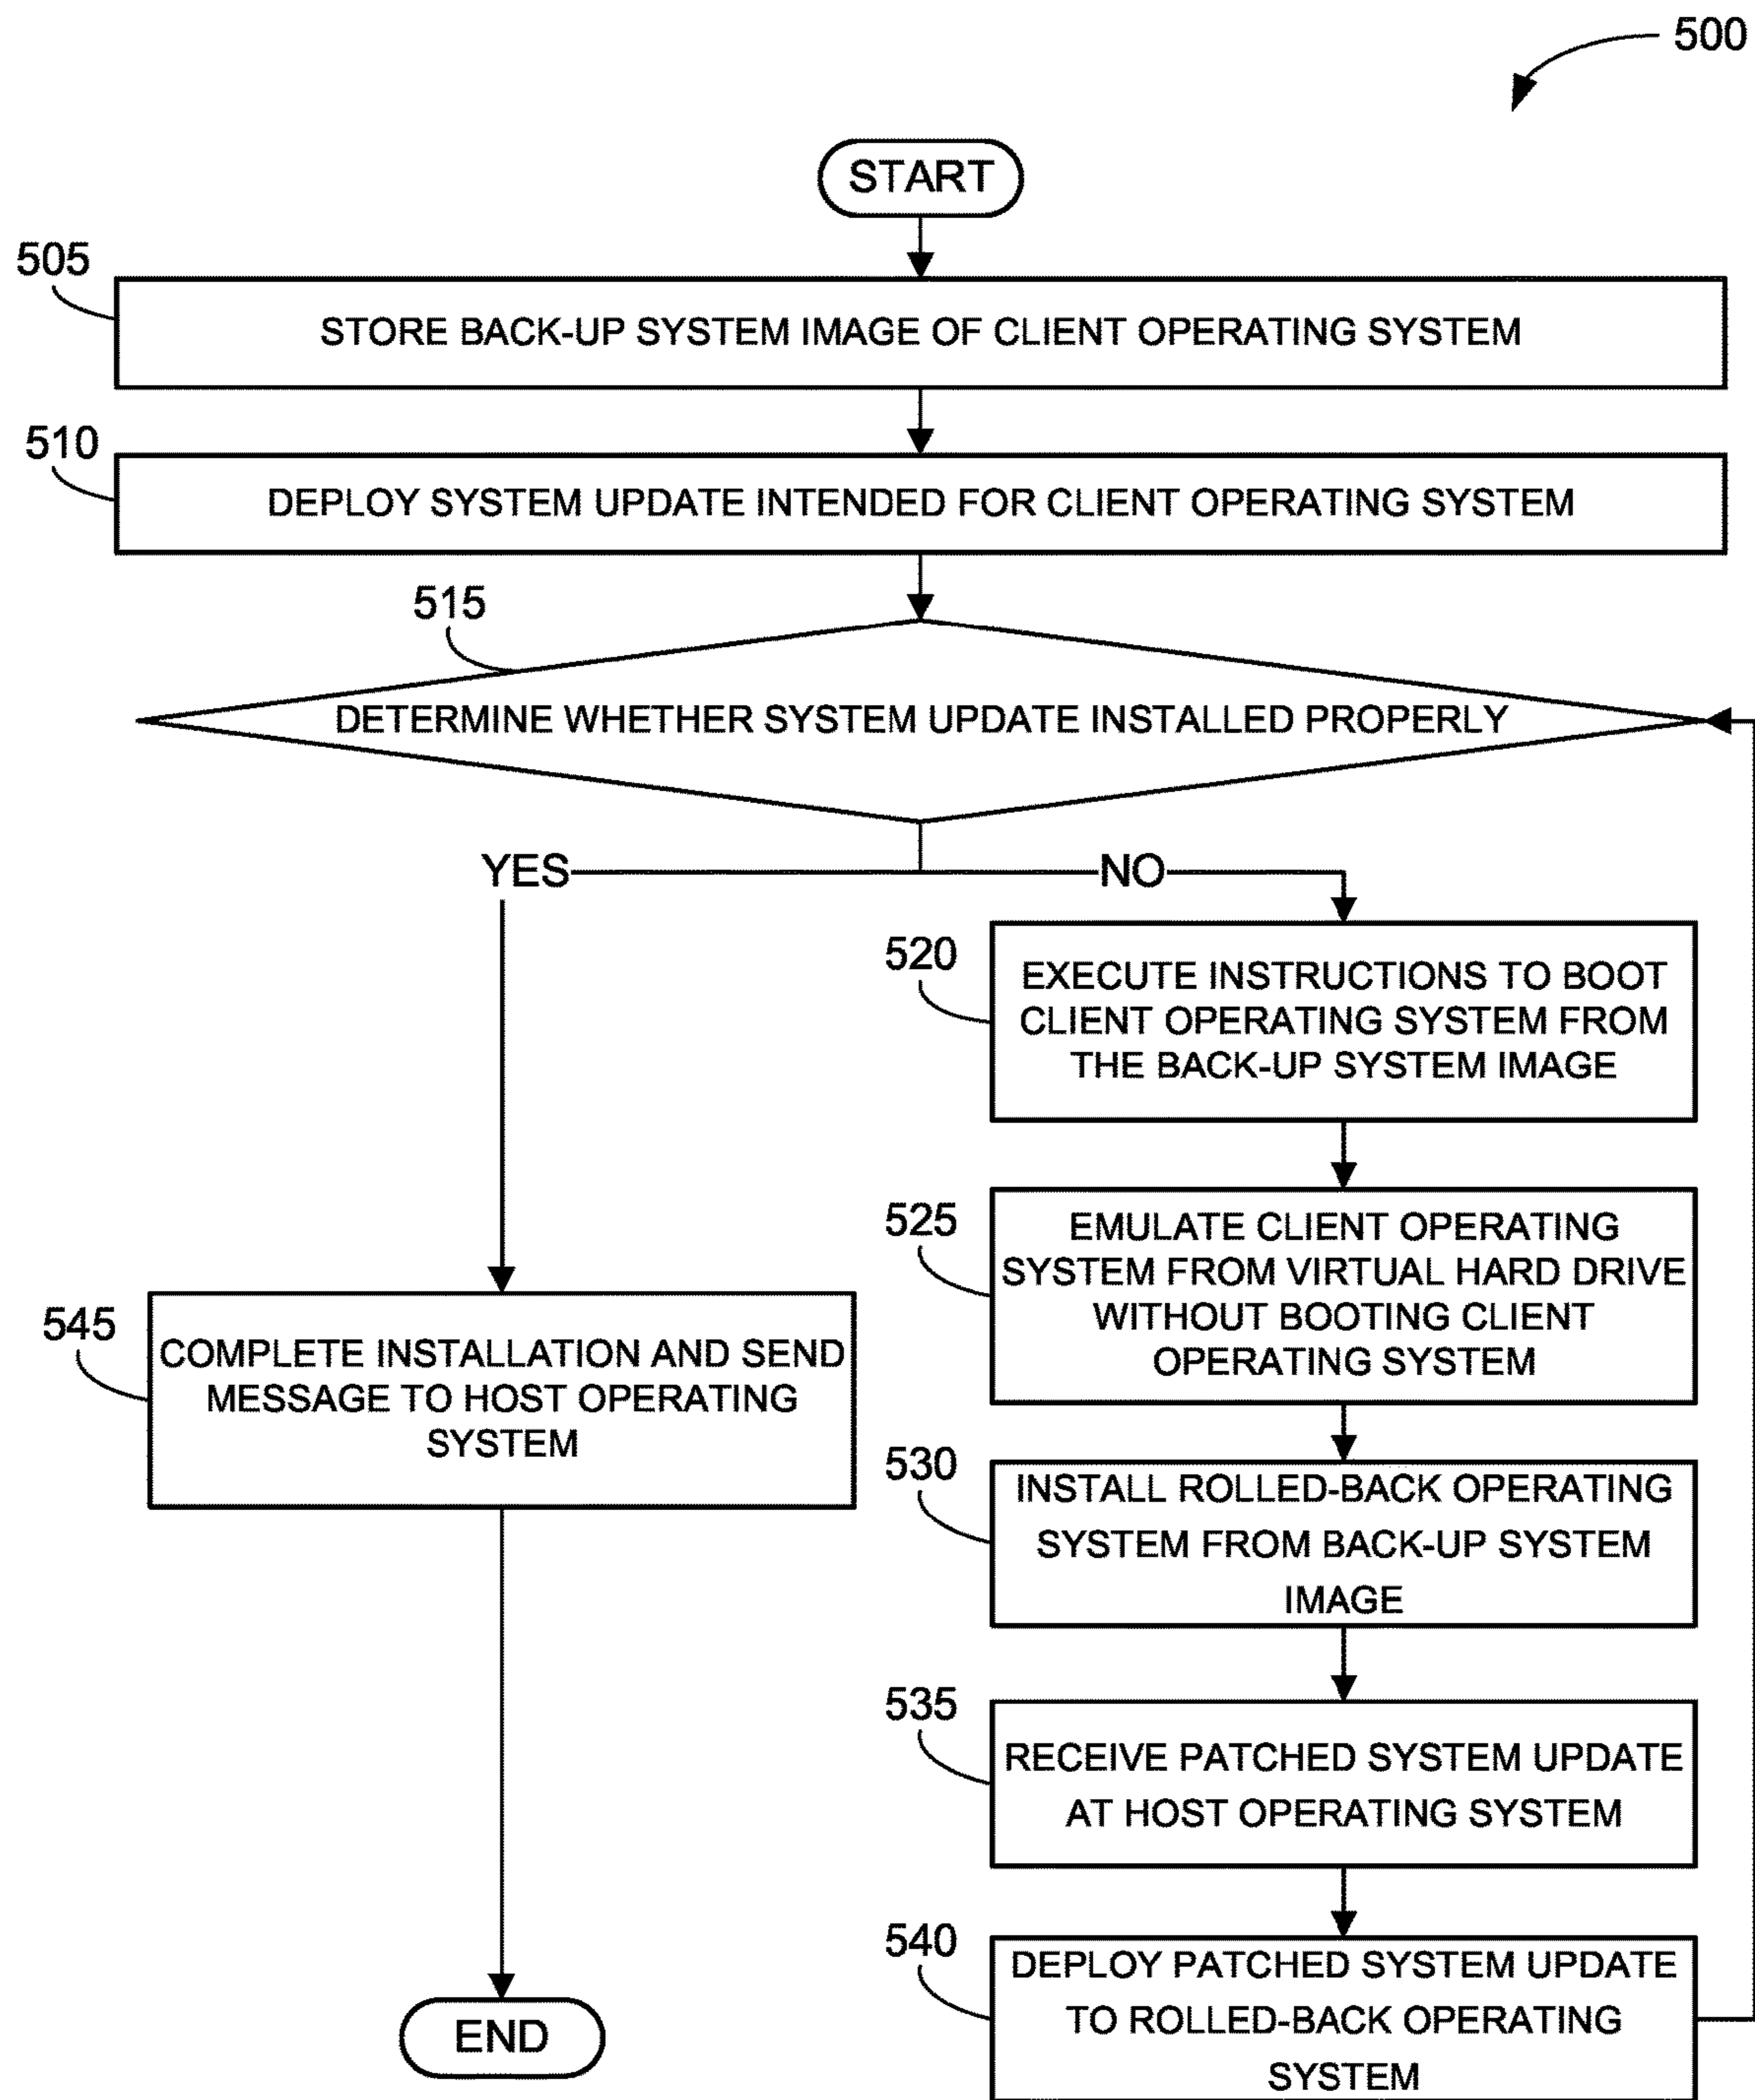 500
START
505
STORE BACK-UP SYSTEM IMAGE OF CLIENT OPERATING SYSTEM
510
DEPLOY SYSTEM UPDATE INTENDED FOR CLIENT OPERATING SYSTEM
515
DETERMINE WHETHER SYSTEM UPDATE INSTALLED PROPERLY
YES
NO
520
EXECUTE INSTRUCTIONS TO BOOT
CLIENT OPERATING SYSTEM FROM
THE BACK-UP SYSTEM IMAGE
525
EMULATE CLIENT OPERATING
SYSTEM FROM VIRTUAL HARD DRIVE
WITHOUT BOOTING CLIENT
OPERATING SYSTEM
545
COMPLETE INSTALLATION AND SEND
MESSAGE TO HOST OPERATING
SYSTEM
530
INSTALL ROLLED-BACK OPERATING
SYSTEM FROM BACK-UP SYSTEM
IMAGE
535
RECEIVE PATCHED SYSTEM UPDATE
AT HOST OPERATING SYSTEM
540
DEPLOY PATCHED SYSTEM UPDATE
TO ROLLED-BACK OPERATING
SYSTEM
END